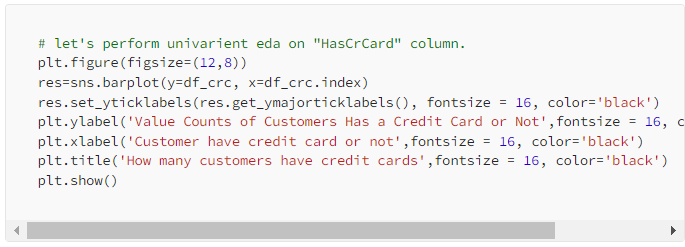 # let's perform univarient eda on "HasCrCard" column.
plt.figure(figsize=(12,8))
res=sns.barplot(y=df_crc, x=df_crc.index)
res.set_yticklabels(res.get_ymajorticklabels(), fontsize = 16, color='black')
plt.ylabel('Value Counts of Customers Has a Credit Card or Not',fontsize = 16, c
plt.xlabel('Customer have credit card or not',fontsize = 16, color='black')
plt.title('How many customers have credit cards',fontsize = 16, color='black')
plt.show()